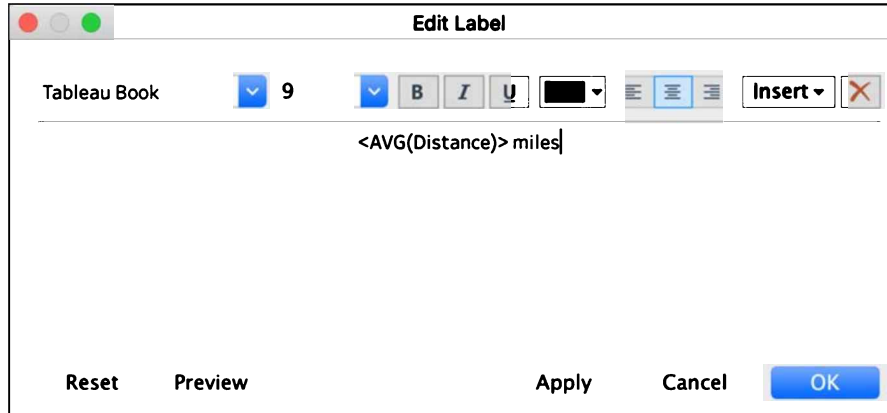 Edit Label
Tableau Book 9 B I U Insert
<AVG(Distance)> miles
Reset Preview Apply Cancel OK